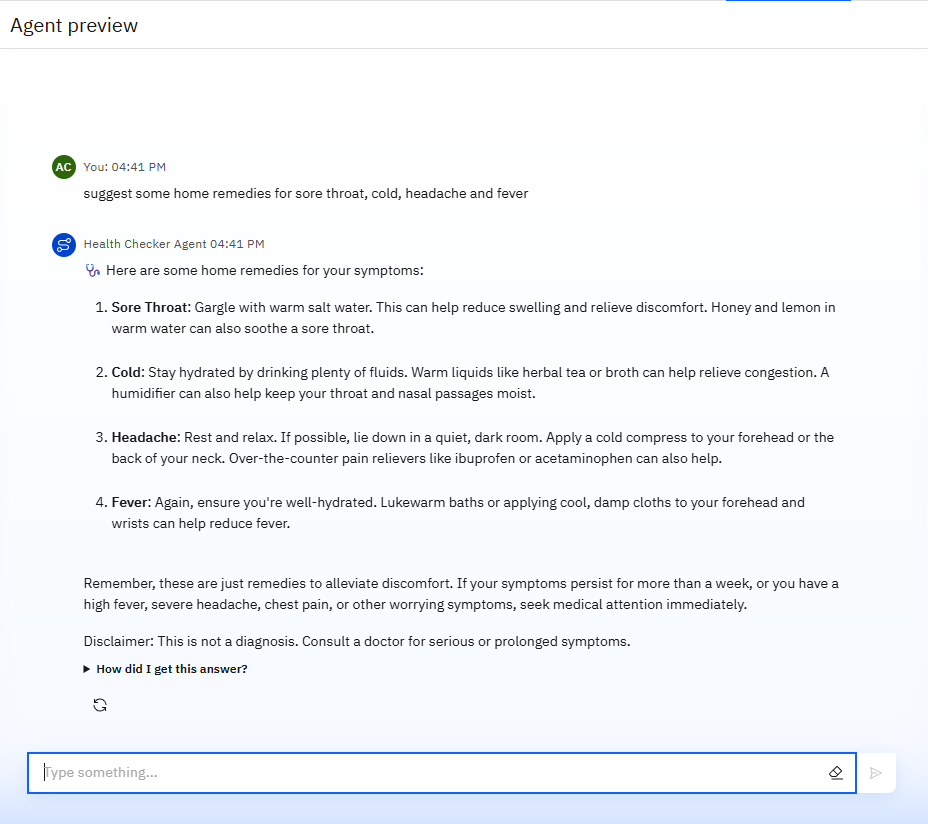 Agent preview
AC
You: 04:41 PM
suggest some home remedies for sore throat, cold, headache and fever
Health Checker Agent 04:41 PM
🩺 Here are some home remedies for your symptoms:
1. Sore Throat: Gargle with warm salt water. This can help reduce swelling and relieve discomfort. Honey and lemon in
warm water can also soothe a sore throat.
2. Cold: Stay hydrated by drinking plenty of fluids. Warm liquids like herbal tea or broth can help relieve congestion. A
humidifier can also help keep your throat and nasal passages moist.
3. Headache: Rest and relax. If possible, lie down in a quiet, dark room. Apply a cold compress to your forehead or the
back of your neck. Over-the-counter pain relievers like ibuprofen or acetaminophen can also help.
4. Fever: Again, ensure you're well-hydrated. Lukewarm baths or applying cool, damp cloths to your forehead and
wrists can help reduce fever.
Remember, these are just remedies to alleviate discomfort. If your symptoms persist for more than a week, or you have a
high fever, severe headache, chest pain, or other worrying symptoms, seek medical attention immediately.
Disclaimer: This is not a diagnosis. Consult a doctor for serious or prolonged symptoms.
How did I get this answer?
Type something...